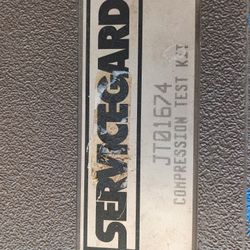 SERVICEGARD
JT01674
COMPRESSION TEST KIT